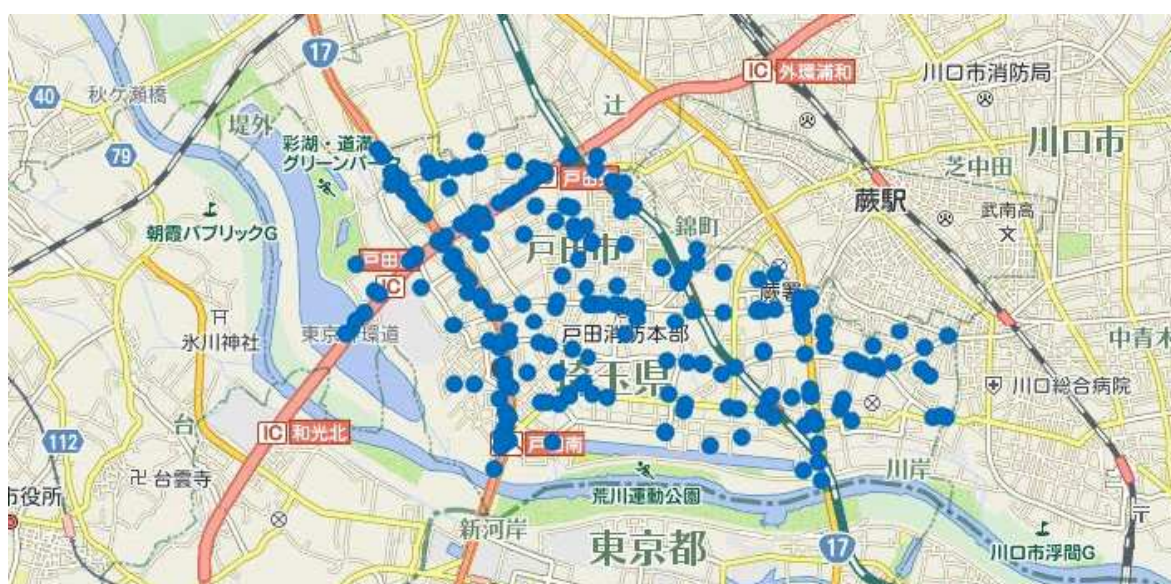 17
IC 外環浦和
川口市消防局
40
秋ケ瀬橋
辻
堤外
彩湖・道満
グリーンパーク
79
川口市
芝中田
戸田
蕨駅
武南高
文
朝霞パブリックG
錦町
戸田市
戸田
IC
蕨署
氷川神社
戸田消防本部
中青木
埼玉県
川口総合病院
台
IC 和光北
112
戸田南
卍 台雲寺
川岸
市役所
荒川運動公園
新河岸
東京都
17
川口市浮間G